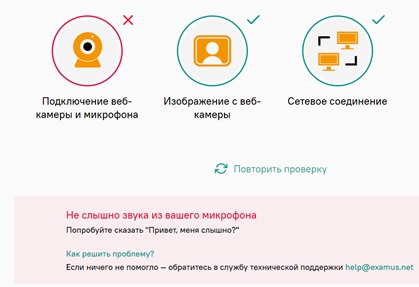 Подключение веб-
камеры и микрофона
Изображение с веб-
камеры
Сетевое соединение
Повторить проверку
Не слышно звука из вашего микрофона
Попробуйте сказать "Привет, меня слышно?"
Как решить проблему?
Если ничего не помогло — обратитесь в службу технической поддержки help@examus.net